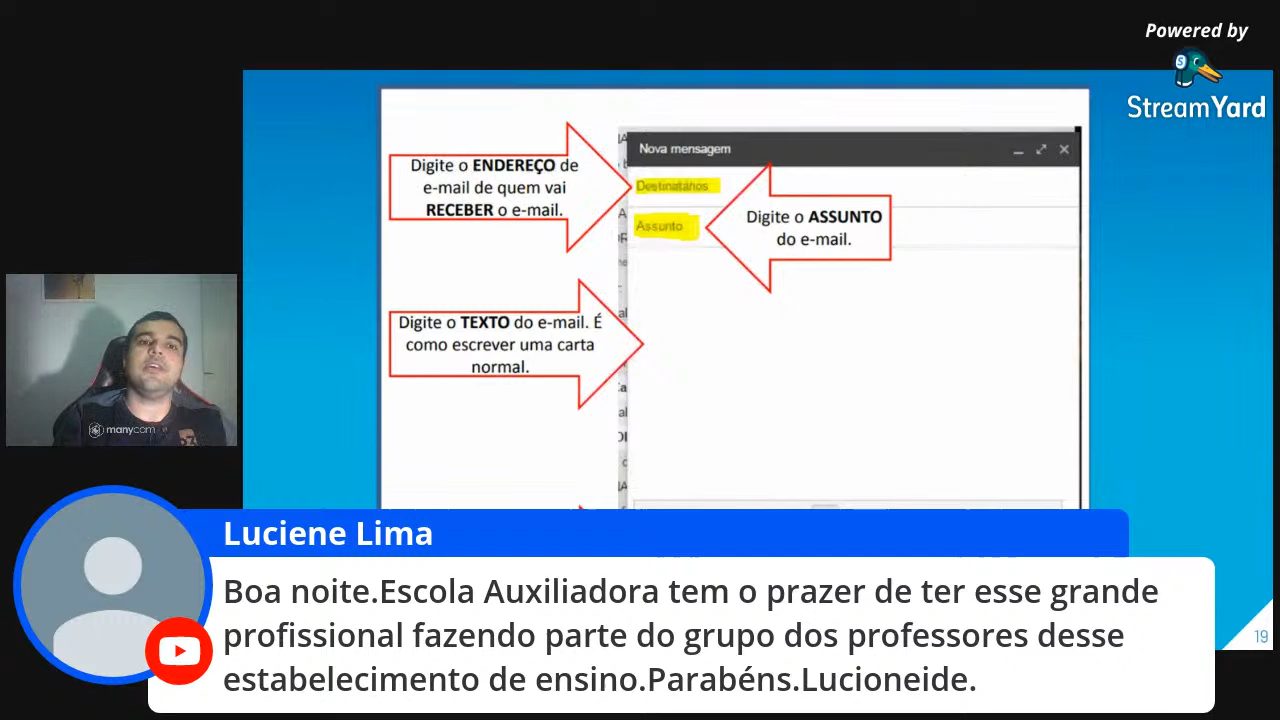 Powered by
StreamYard
Nova mensagem
Digite o ENDEREÇO de
e-mail de quem vai
RECEBER o e-mail.
Destinatários
Assunto
Digite o ASSUNTO
do e-mail.
Digite o TEXTO do e-mail. É
como escrever uma carta
normal.
manycom
Luciene Lima
Boa noite.Escola Auxiliadora tem o prazer de ter esse grande
profissional fazendo parte do grupo dos professores desse
estabelecimento de ensino.Parabéns.Lucioneide.
19